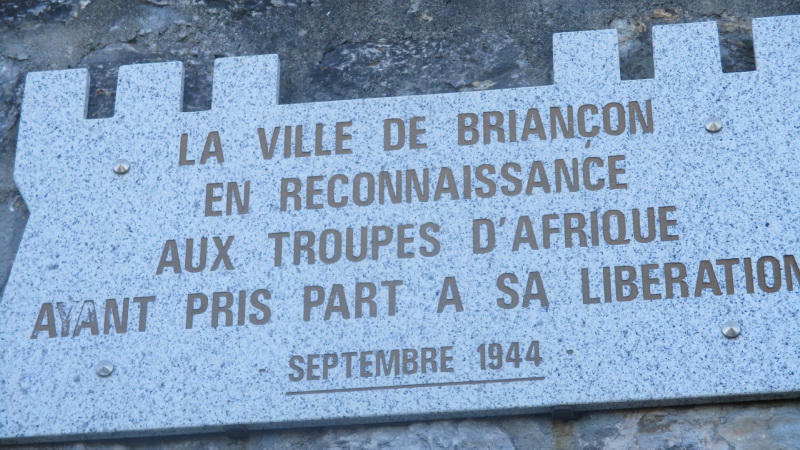 LA VILLE DE BRIANÇON
EN RECONNAISSANCE
AUX TROUPES D'AFRIQUE
AYANT PRIS PART A SA LIBERATION
SEPTEMBRE 1944